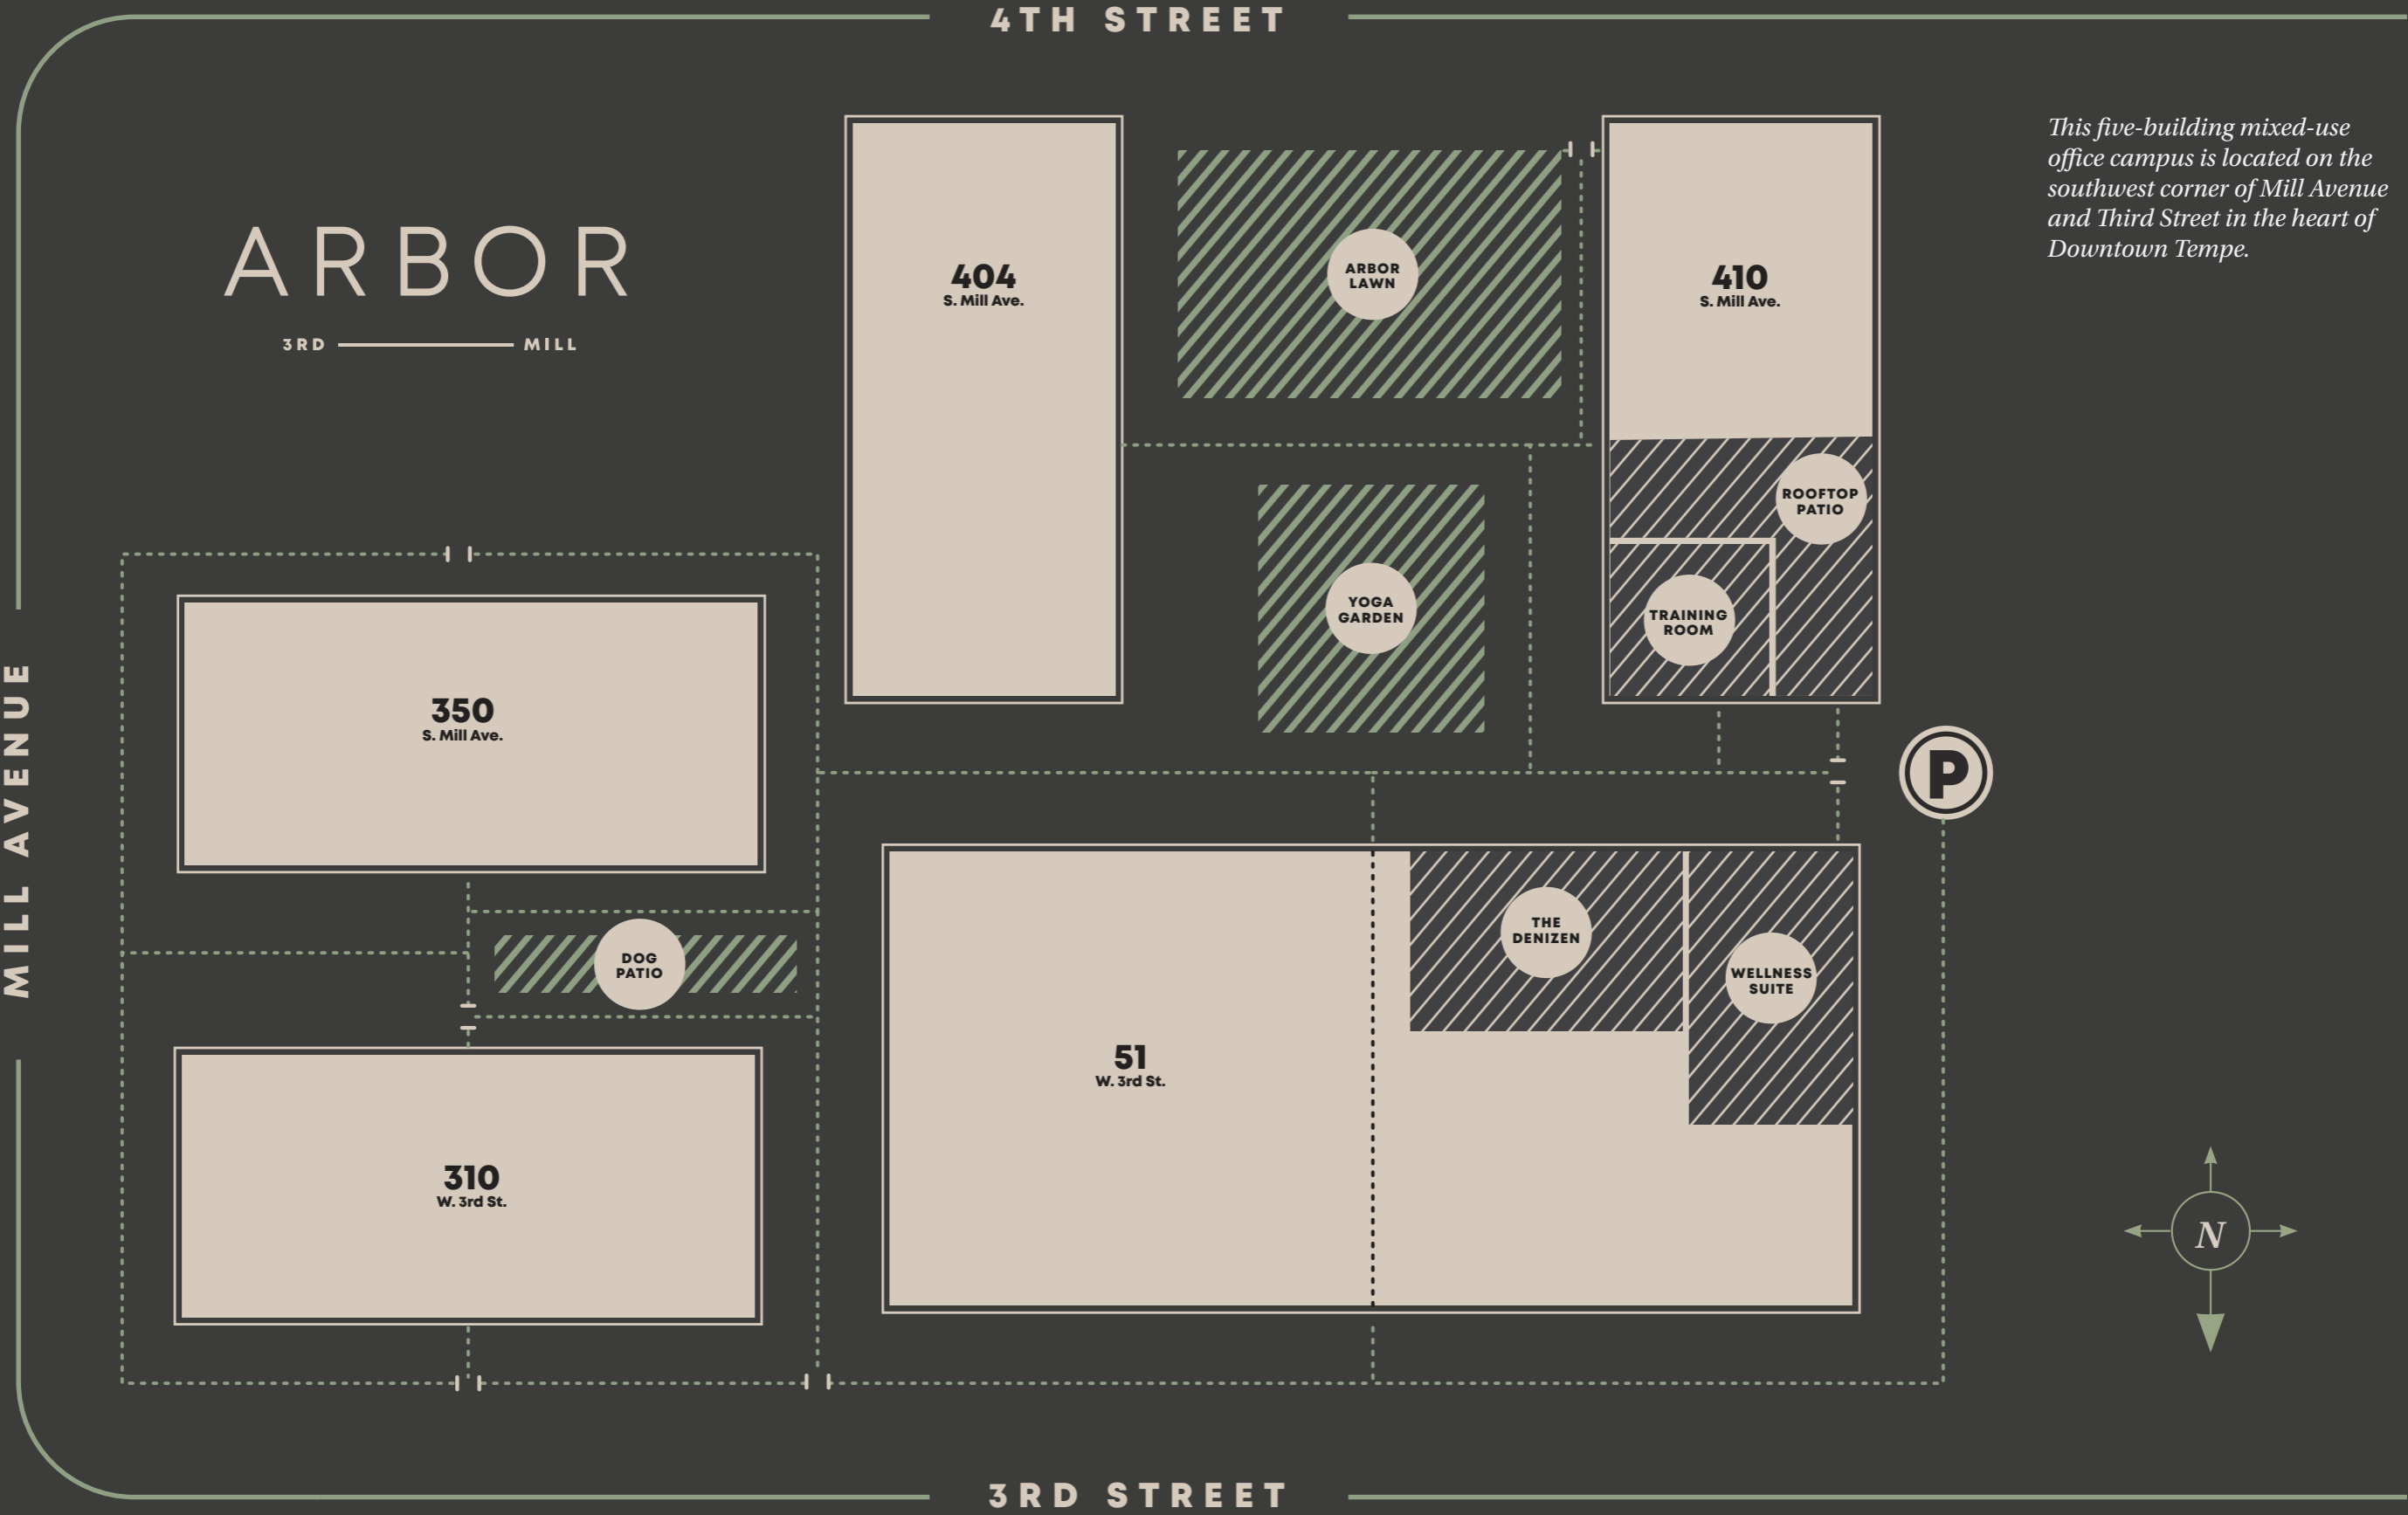 4TH STREET
This five-building mixed-use
office campus is located on the
southwest corner of Mill Avenue
and Third Street in the heart of
Downtown Tempe.
ARBOR
3RD MILL
404
S. Mill Ave.
ARBOR
LAWN
410
S. Mill Ave.
ROOFTOP
PATIO
YOGA
GARDEN
TRAINING
ROOM
MILL AVENUE
350
S. Mill Ave.
P
DOG
PATIO
THE
DENIZEN
WELLNESS
SUITE
51
W. 3rd St.
310
W. 3rd St.
N
3RD STREET